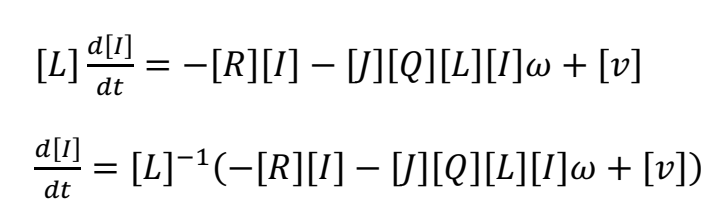 [L] d[I]/dt = −[R][I] − [J][Q][L][I]ω + [v]
d[I]/dt = [L]⁻¹(−[R][I] − [J][Q][L][I]ω + [v])